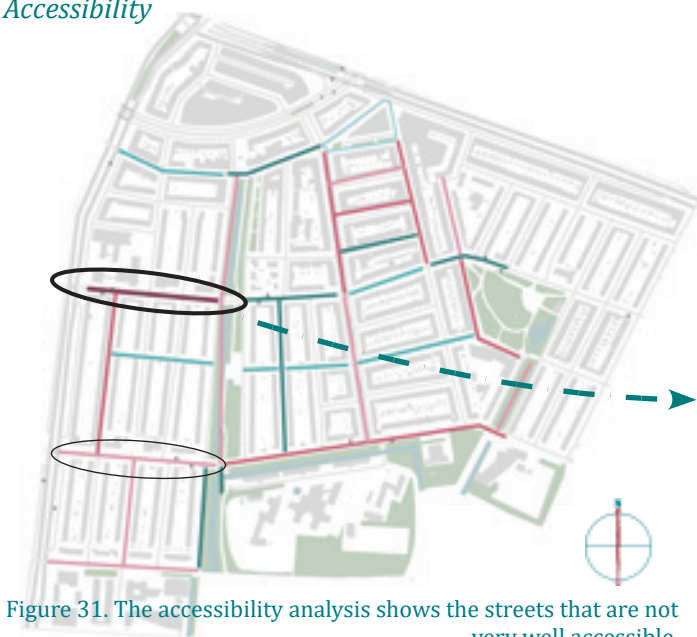 Accessibility
Figure 31. The accessibility analysis shows the streets that are not
very well accessible